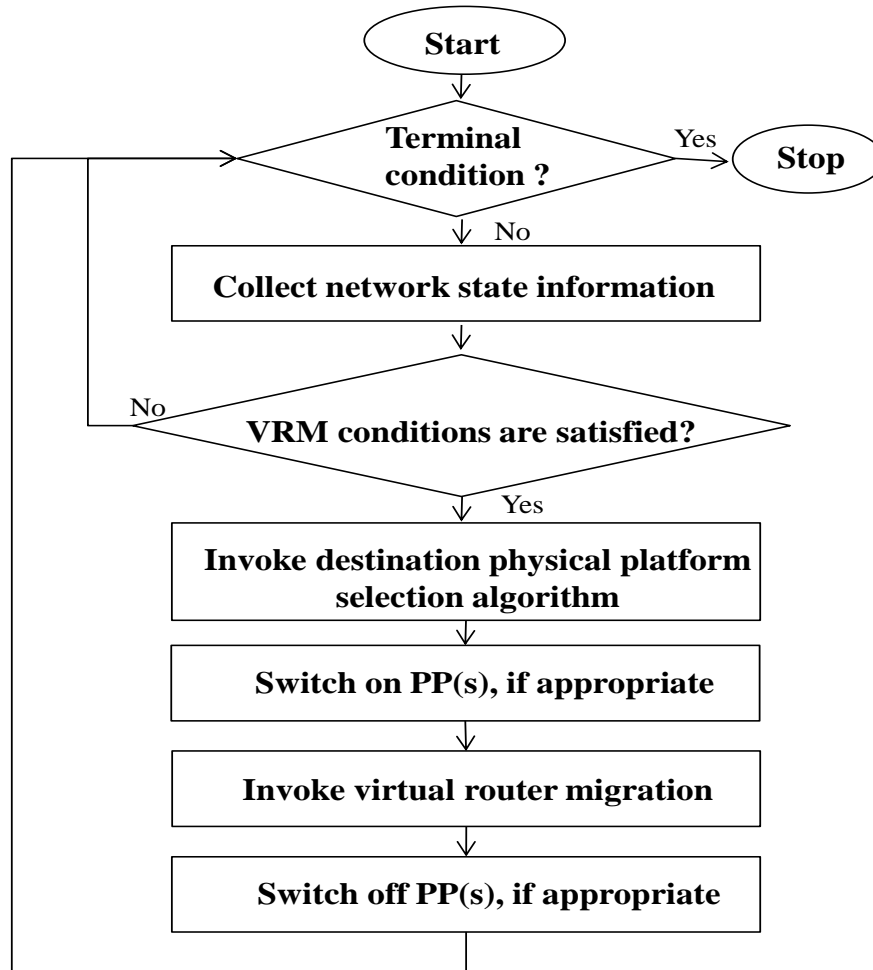 Start
Terminal
condition ?
Yes
Stop
No
Collect network state information
No
VRM conditions are satisfied?
Yes
Invoke destination physical platform
selection algorithm
Switch on PP(s), if appropriate
Invoke virtual router migration
Switch off PP(s), if appropriate